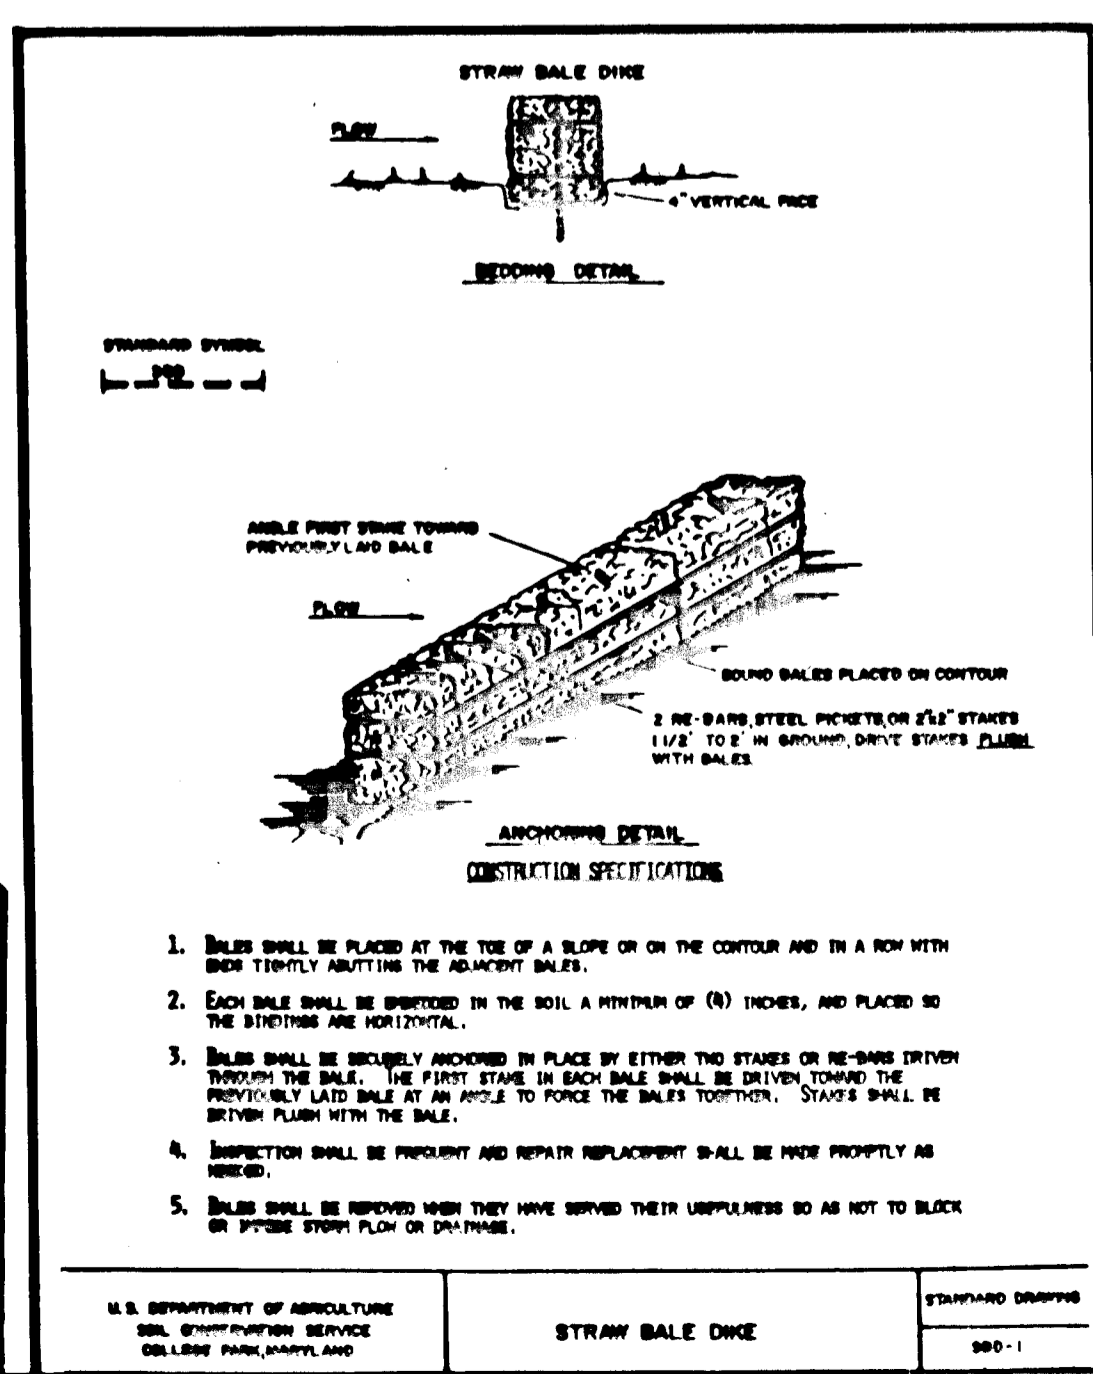 STRAW BALE DIKE
FLOW
4" VERTICAL FACE
BEDDING DETAIL
STANDARD SYMBOL
SBD
ANGLE FIRST STAKE TOWARD
PREVIOUSLY LAID BALE
FLOW
BOUND BALES PLACED ON CONTOUR
2 RE-BARS, STEEL PICKETS, OR 2"x2" STAKES
1 1/2' TO 2' IN GROUND, DRIVE STAKES FLUSH
WITH BALES.
ANCHORING DETAIL
CONSTRUCTION SPECIFICATIONS
1. BALES SHALL BE PLACED AT THE TOE OF A SLOPE OR ON THE CONTOUR AND IN A ROW WITH
ENDS TIGHTLY ABUTTING THE ADJACENT BALES.
2. EACH BALE SHALL BE EMBEDDED IN THE SOIL A MINIMUM OF (4) INCHES, AND PLACED SO
THE BINDINGS ARE HORIZONTAL.
3. BALES SHALL BE SECURELY ANCHORED IN PLACE BY EITHER TWO STAKES OR RE-BARS DRIVEN
THROUGH THE BALE. THE FIRST STAKE IN EACH BALE SHALL BE DRIVEN TOWARD THE
PREVIOUSLY LAID BALE AT AN ANGLE TO FORCE THE BALES TOGETHER. STAKES SHALL BE
DRIVEN FLUSH WITH THE BALE.
4. INSPECTION SHALL BE FREQUENT AND REPAIR REPLACEMENT SHALL BE MADE PROMPTLY AS
NEEDED.
5. BALES SHALL BE REMOVED WHEN THEY HAVE SERVED THEIR USEFULNESS SO AS NOT TO BLOCK
OR IMPEDE STORM FLOW OR DRAINAGE.
U. S. DEPARTMENT OF AGRICULTURE
SOIL CONSERVATION SERVICE
COLLEGE PARK, MARYLAND
STRAW BALE DIKE
STANDARD DRAWING
SBD-1